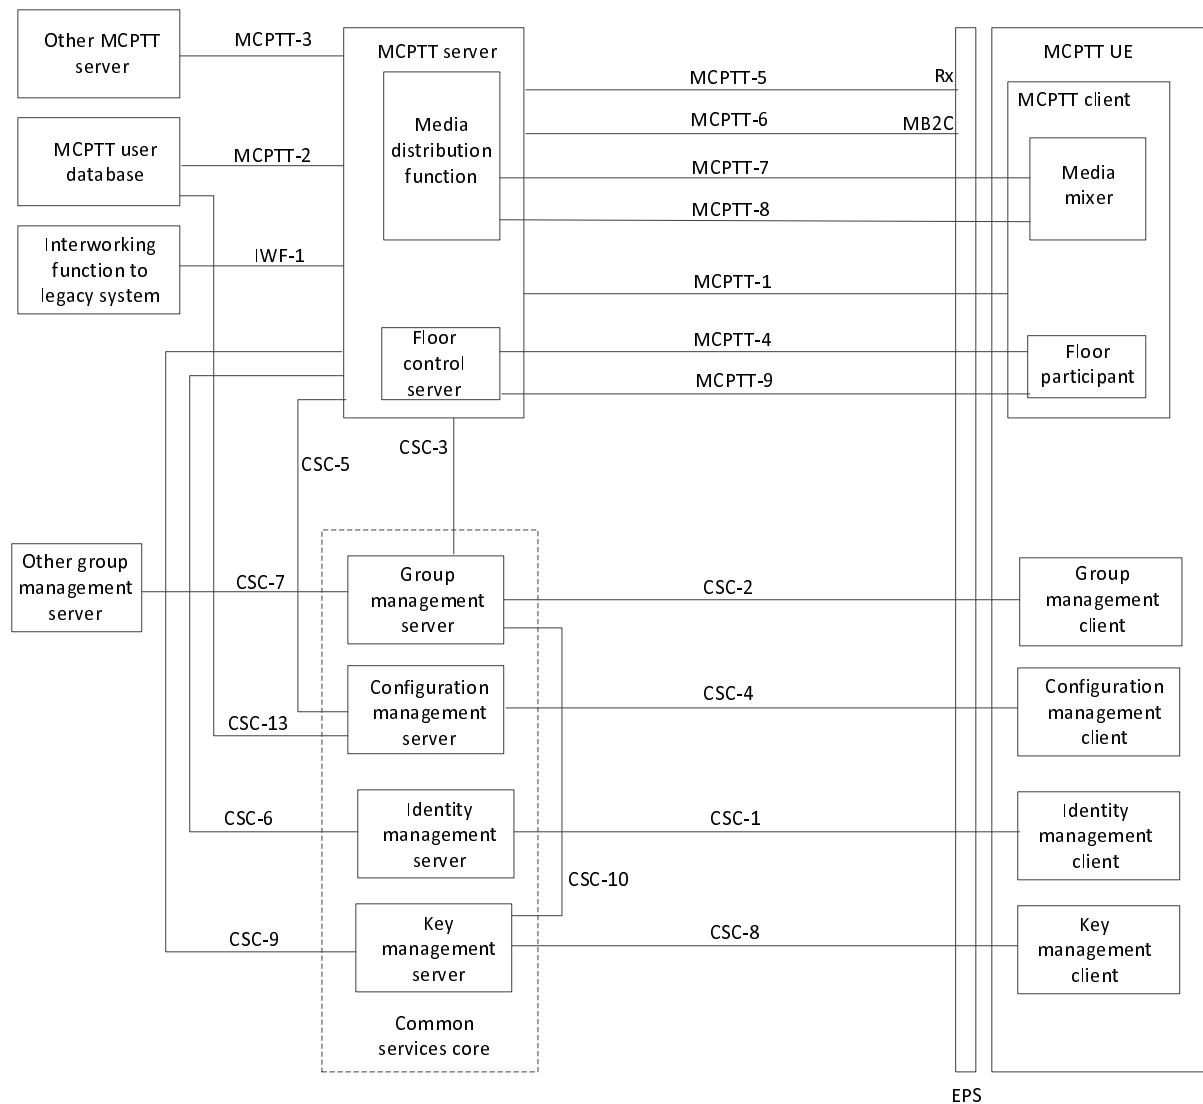 Other MCPTT
server
MCPTT-3
MCPTT server
MCPTT user
database
MCPTT-2
Interworking
function to
legacy system
IWF-1
Media
distribution
function
Floor
control
server
MCPTT-5
Rx
MCPTT-6
MB2C
MCPTT-7
MCPTT-8
MCPTT-1
MCPTT-4
MCPTT-9
MCPTT UE
MCPTT client
Media
mixer
Floor
participant
CSC-3
CSC-5
Other group
management
server
CSC-7
Group
management
server
CSC-2
Group
management
client
Configuration
management
server
CSC-4
Configuration
management
client
CSC-13
CSC-6
Identity
management
server
CSC-1
Identity
management
client
CSC-10
CSC-9
Key
management
server
CSC-8
Key
management
client
Common
services core
EPS